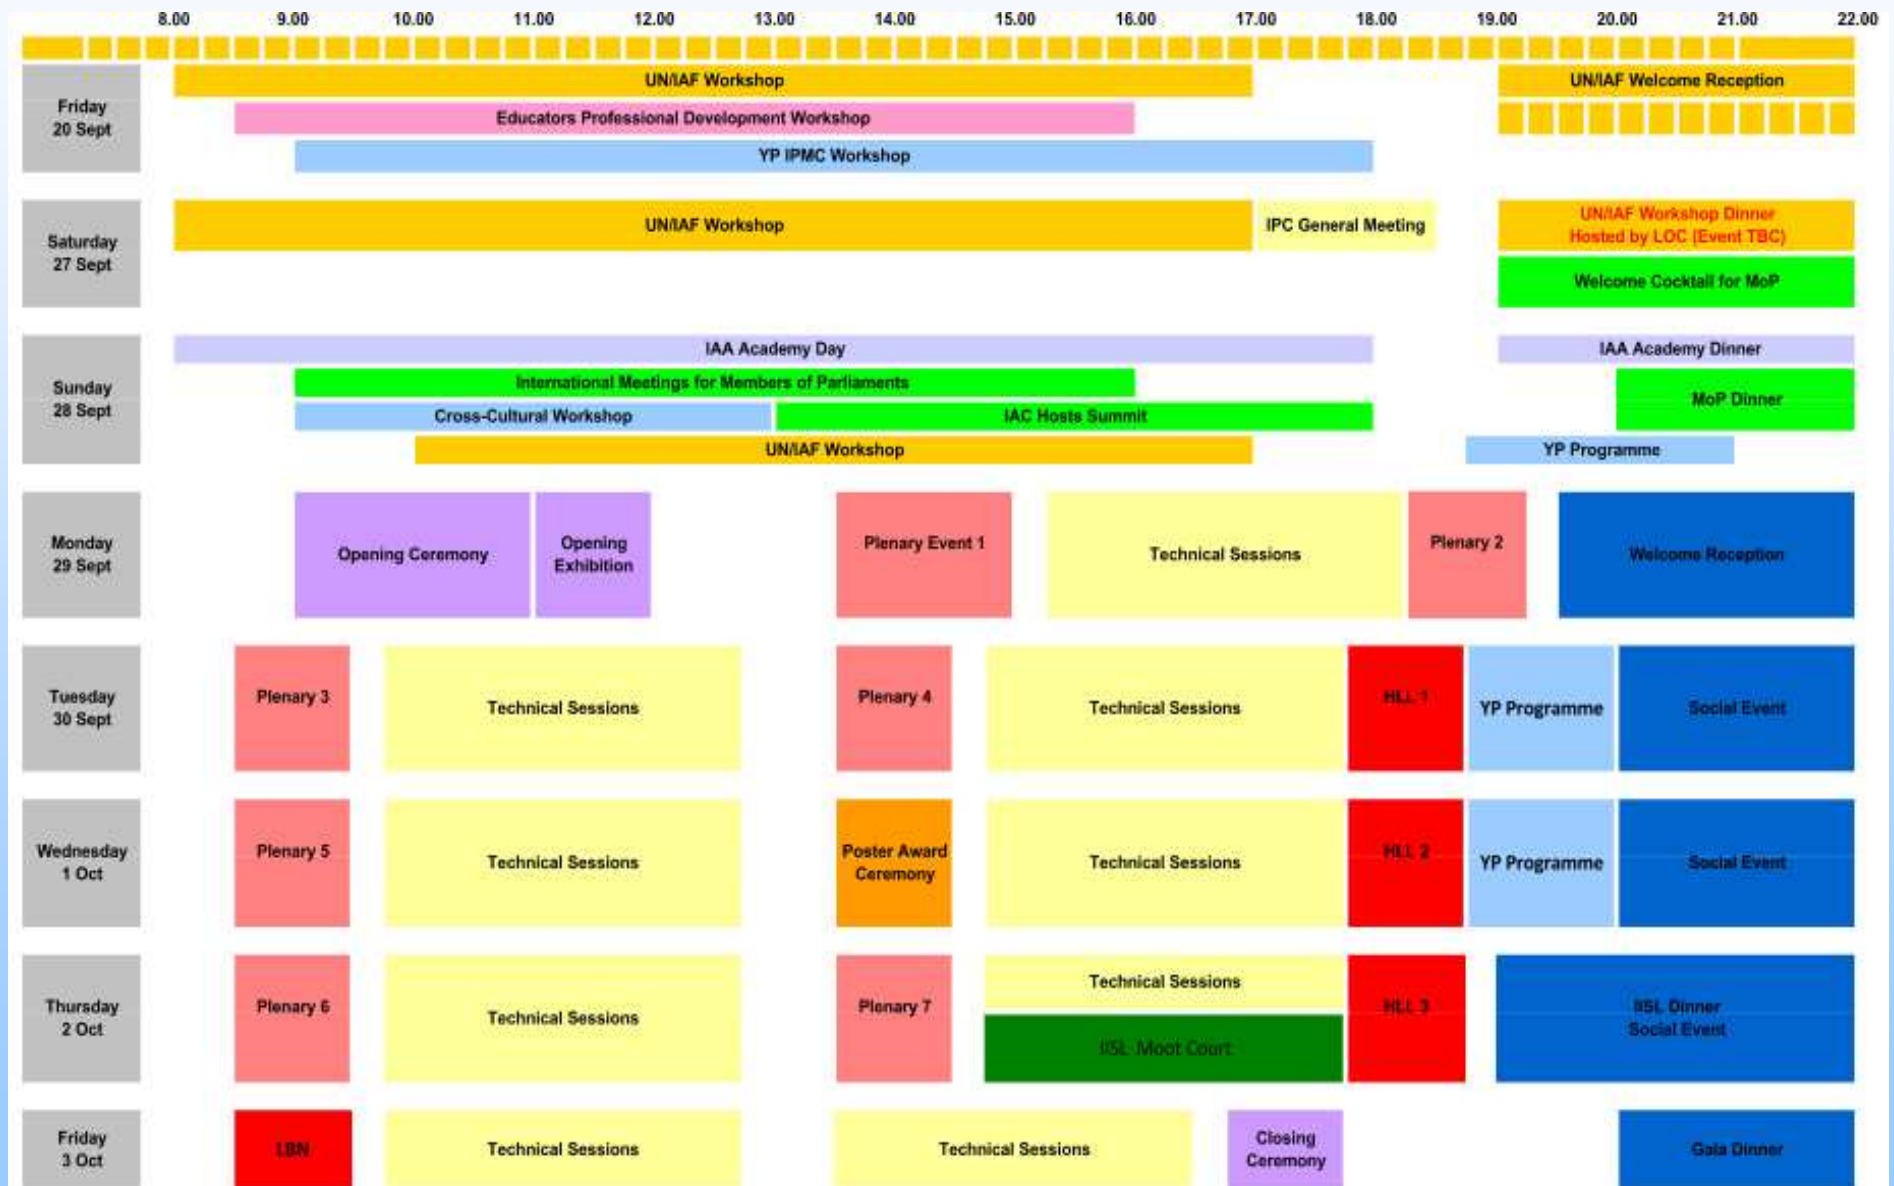 8.00 9.00 10.00 11.00 12.00 13.00 14.00 15.00 16.00 17.00 18.00 19.00 20.00 21.00 22.00
Friday
20 Sept
UN/IAF Workshop
UN/IAF Welcome Reception
Educators Professional Development Workshop
YP IPMC Workshop
Saturday
27 Sept
UN/IAF Workshop
IPC General Meeting
UN/IAF Workshop Dinner
Hosted by LOC (Event TBC)
Welcome Cocktail for MoP
Sunday
28 Sept
IAA Academy Day
IAA Academy Dinner
International Meetings for Members of Parliaments
MoP Dinner
Cross-Cultural Workshop
IAC Hosts Summit
UN/IAF Workshop
YP Programme
Monday
29 Sept
Opening Ceremony
Opening
Exhibition
Plenary Event 1
Technical Sessions
Plenary 2
Welcome Reception
Tuesday
30 Sept
Plenary 3
Technical Sessions
Plenary 4
Technical Sessions
HLL 1
YP Programme
Social Event
Wednesday
1 Oct
Plenary 5
Technical Sessions
Poster Award
Ceremony
Technical Sessions
HLL 2
YP Programme
Social Event
Thursday
2 Oct
Plenary 6
Technical Sessions
Plenary 7
Technical Sessions
IISL Moot Court
HLL 3
IISL Dinner
Social Event
Friday
3 Oct
LBN
Technical Sessions
Technical Sessions
Closing
Ceremony
Gala Dinner